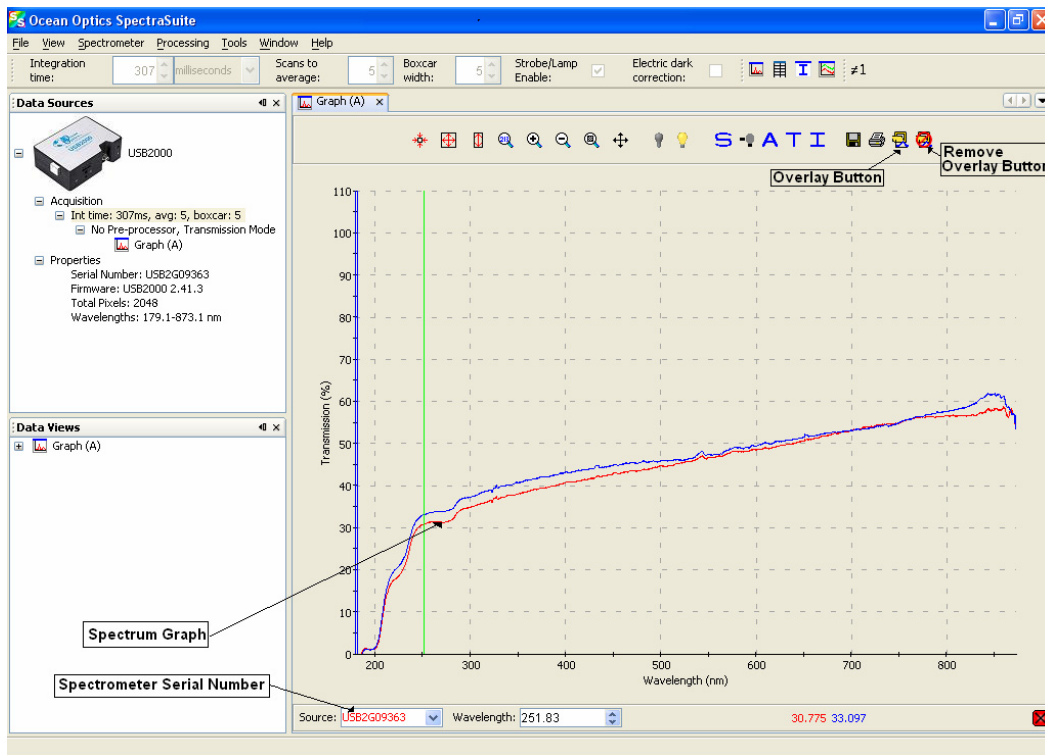 Ocean Optics SpectraSuite
File View Spectrometer Processing Tools Window Help
Integration time: 307 milliseconds
Scans to average: 5
Boxcar width: 5
Strobe/Lamp Enable:
Electric dark correction:
≠1
Data Sources
USB2000
Acquisition
Int time: 307ms, avg: 5, boxcar: 5
No Pre-processor, Transmission Mode
Graph (A)
Properties
Serial Number: USB2G09363
Firmware: USB2000 2.41.3
Total Pixels: 2048
Wavelengths: 179.1-873.1 nm
Data Views
Graph (A)
Graph (A)
S A T I
Overlay Button
Remove
Overlay Button
110
100
90
80
70
60
50
40
30
20
10
0
Transmission (%)
200 300 400 500 600 700 800
Wavelength (nm)
Spectrum Graph
Spectrometer Serial Number
Source: USB2G09363 Wavelength: 251.83 30.775 33.097